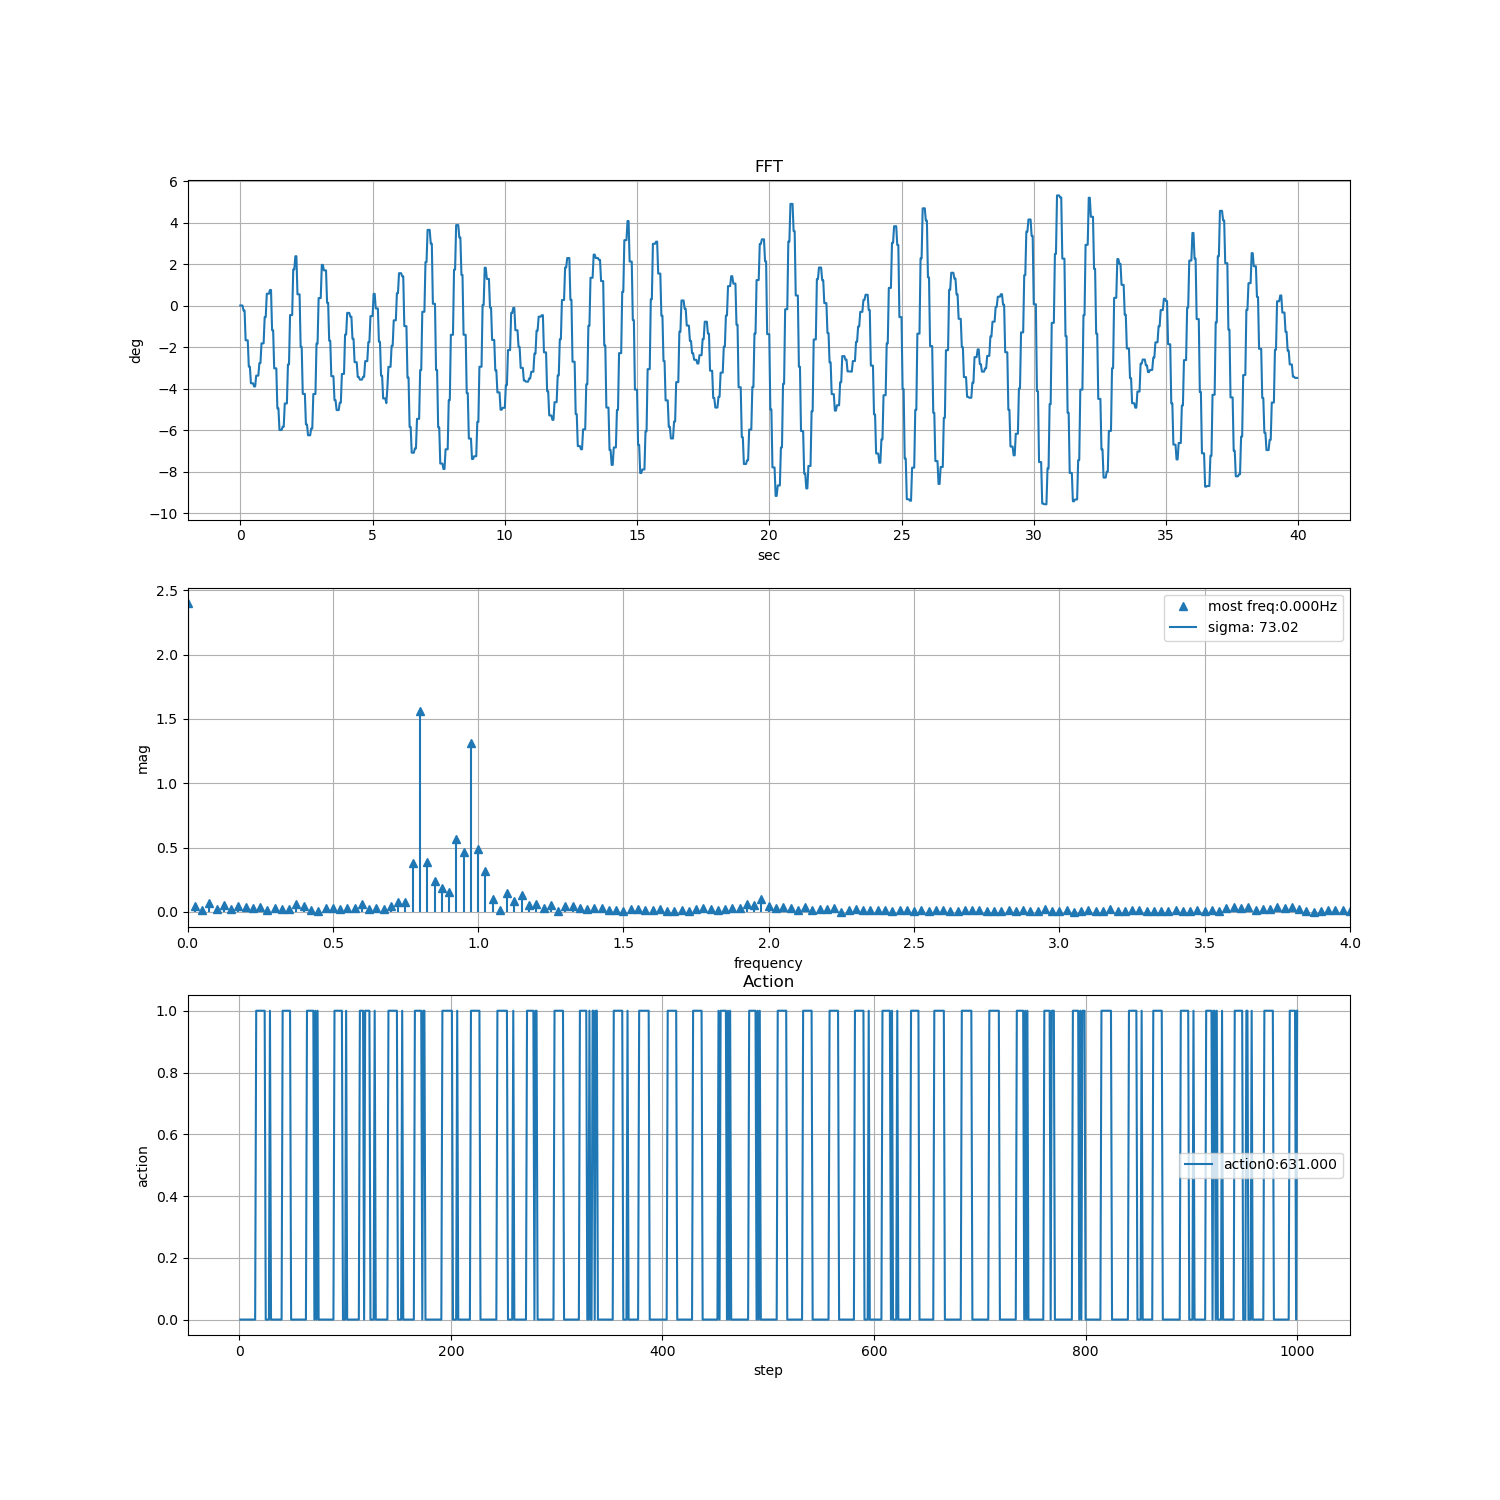 FFT
6
4
2
0
−2
−4
−6
−8
−10
deg
0 5 10 15 20 25 30 35 40
sec
2.5
2.0
1.5
1.0
0.5
0.0
mag
most freq:0.000Hz
sigma: 73.02
0.0 0.5 1.0 1.5 2.0 2.5 3.0 3.5 4.0
frequency
Action
1.0
0.8
0.6
0.4
0.2
0.0
action
action0:631.000
0 200 400 600 800 1000
step